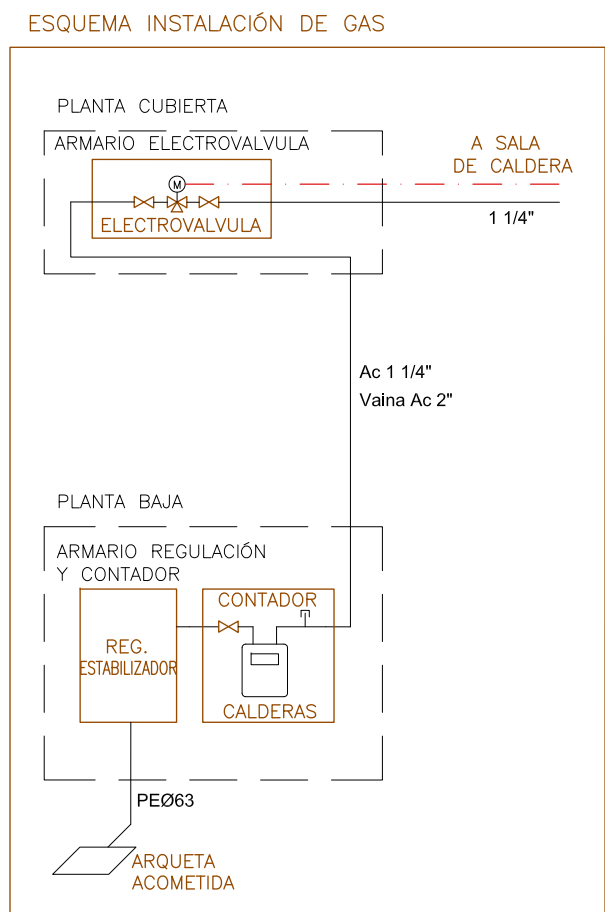 ESQUEMA INSTALACIÓN DE GAS
PLANTA CUBIERTA
ARMARIO ELECTROVALVULA
A SALA
DE CALDERA
M
ELECTROVALVULA
1 1/4"
Ac 1 1/4"
Vaina Ac 2"
PLANTA BAJA
ARMARIO REGULACIÓN
Y CONTADOR
CONTADOR
REG.
ESTABILIZADOR
CALDERAS
PEØ63
ARQUETA
ACOMETIDA